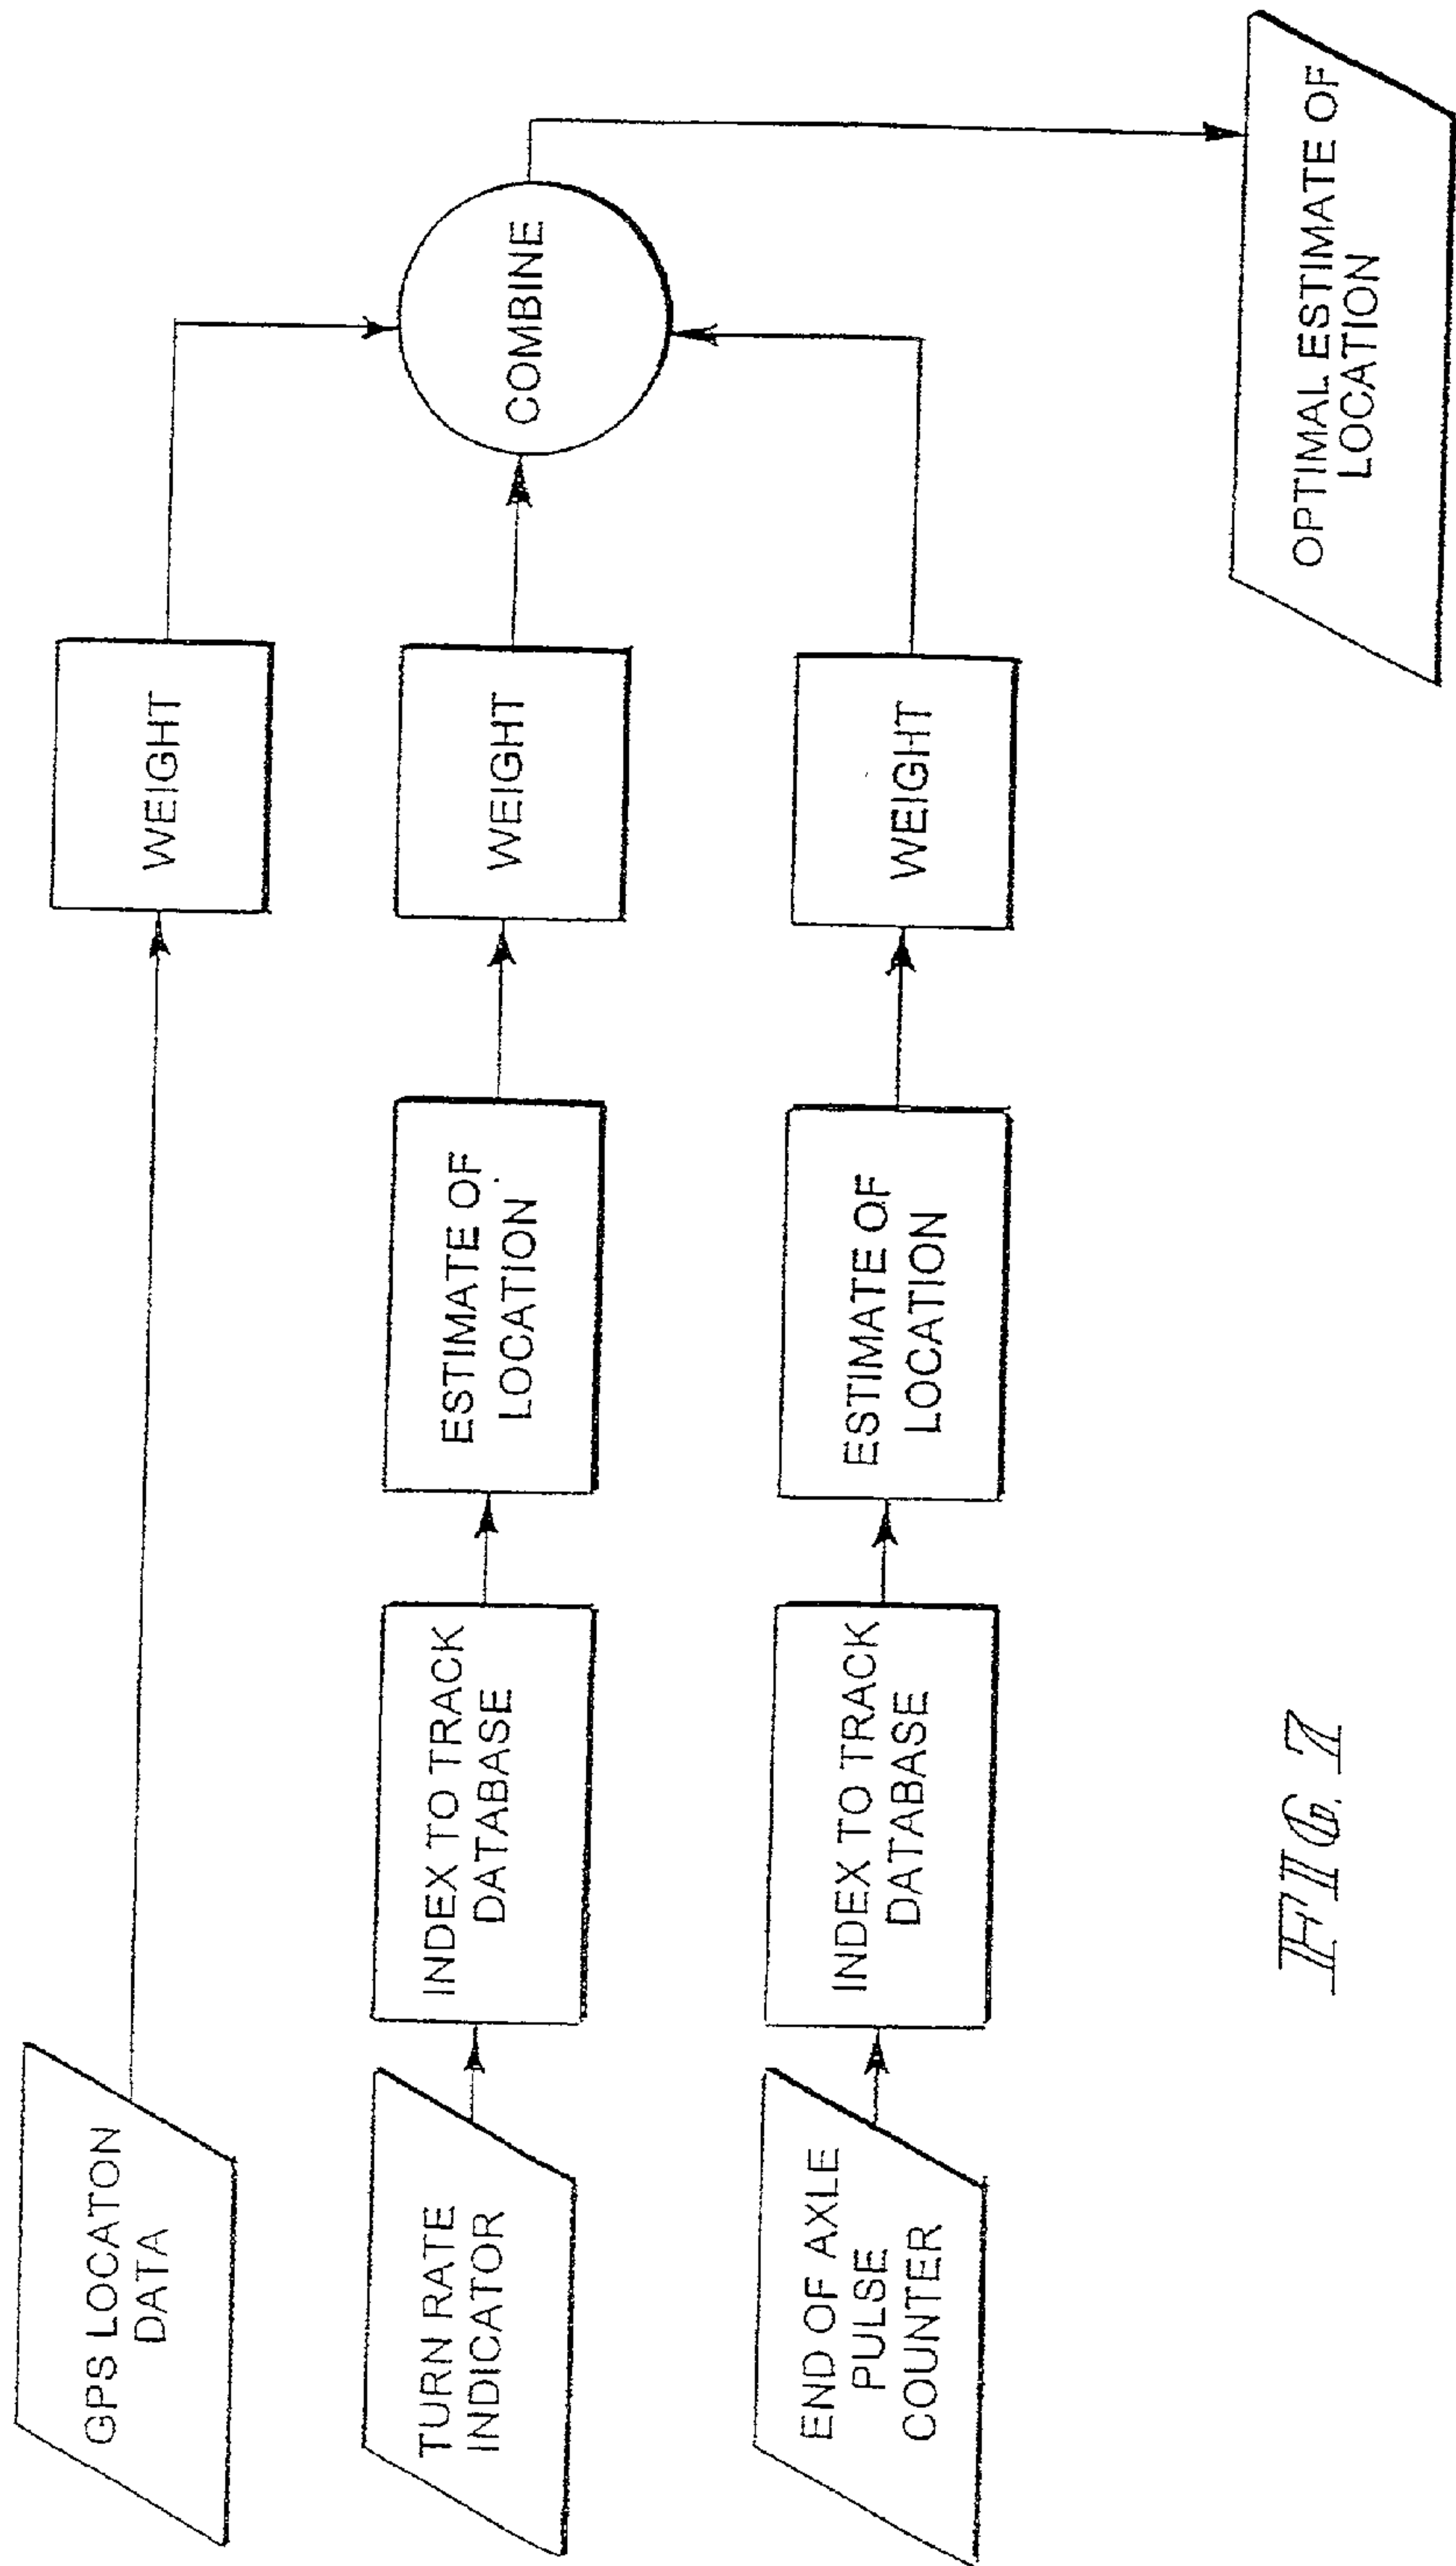 GPS LOCATON
DATA
WEIGHT
TURN RATE
INDICATOR
INDEX TO TRACK
DATABASE
ESTIMATE OF
LOCATION
WEIGHT
COMBINE
END OF AXLE
PULSE
COUNTER
INDEX TO TRACK
DATABASE
ESTIMATE OF
LOCATION
WEIGHT
OPTIMAL ESTIMATE OF
LOCATION
FIG. 7